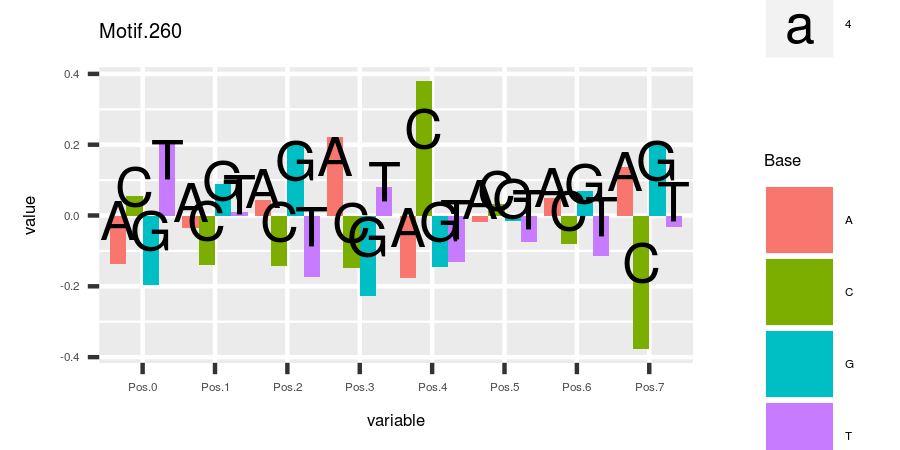 Motif.260
a 4
0.4
0.2
0.0
-0.2
-0.4
value
A C G T A C G T A C G T A C G T A C G T A C G T A C G T A C G T
Pos.0 Pos.1 Pos.2 Pos.3 Pos.4 Pos.5 Pos.6 Pos.7
variable
Base
A
C
G
T